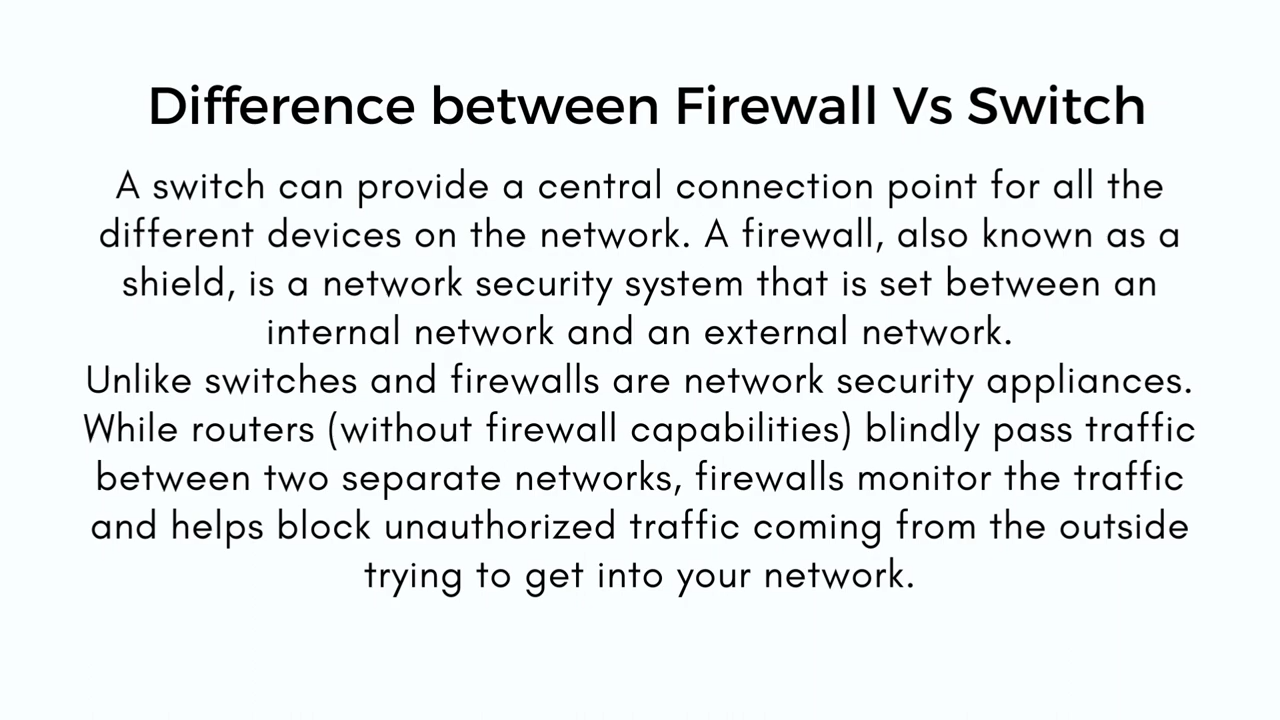 Difference between Firewall Vs Switch
A switch can provide a central connection point for all the
different devices on the network. A firewall, also known as a
shield, is a network security system that is set between an
internal network and an external network.
Unlike switches and firewalls are network security appliances.
While routers (without firewall capabilities) blindly pass traffic
between two separate networks, firewalls monitor the traffic
and helps block unauthorized traffic coming from the outside
trying to get into your network.